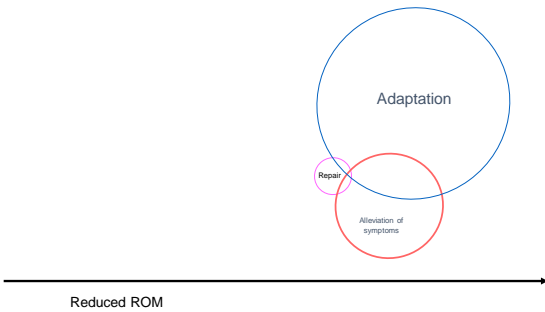 Adaptation
Repair
Alleviation of
symptoms
Reduced ROM